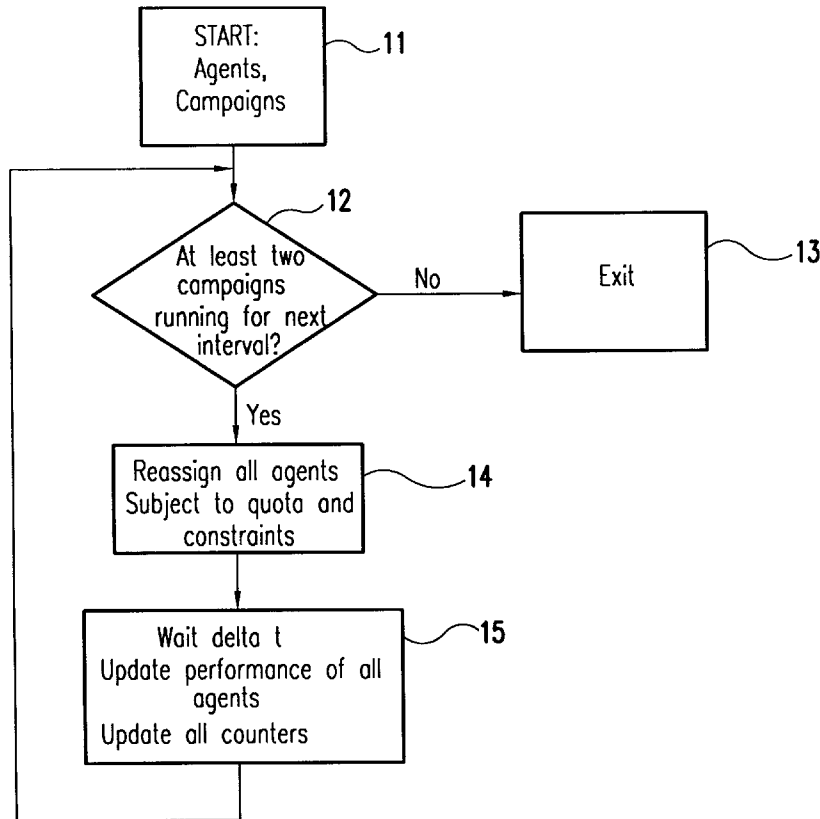 START:
Agents,
Campaigns
11
12
At least two
campaigns
running for next
interval?
No
Exit
13
Yes
Reassign all agents
Subject to quota and
constraints
14
Wait delta t
Update performance of all
agents
Update all counters
15